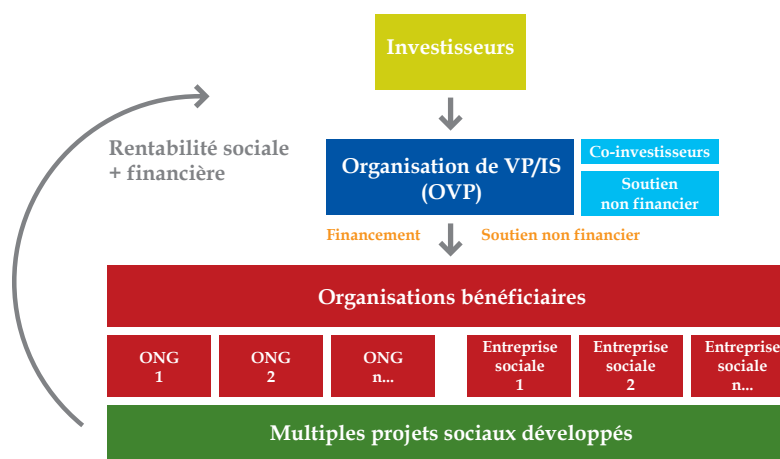 Investisseurs
Rentabilité sociale
+ financière
Organisation de VP/IS
(OVP)
Co-investisseurs
Soutien
non financier
Financement
Soutien non financier
Organisations bénéficiaires
ONG
1
ONG
2
ONG
n...
Entreprise
sociale
1
Entreprise
sociale
2
Entreprise
sociale
n...
Multiples projets sociaux développés